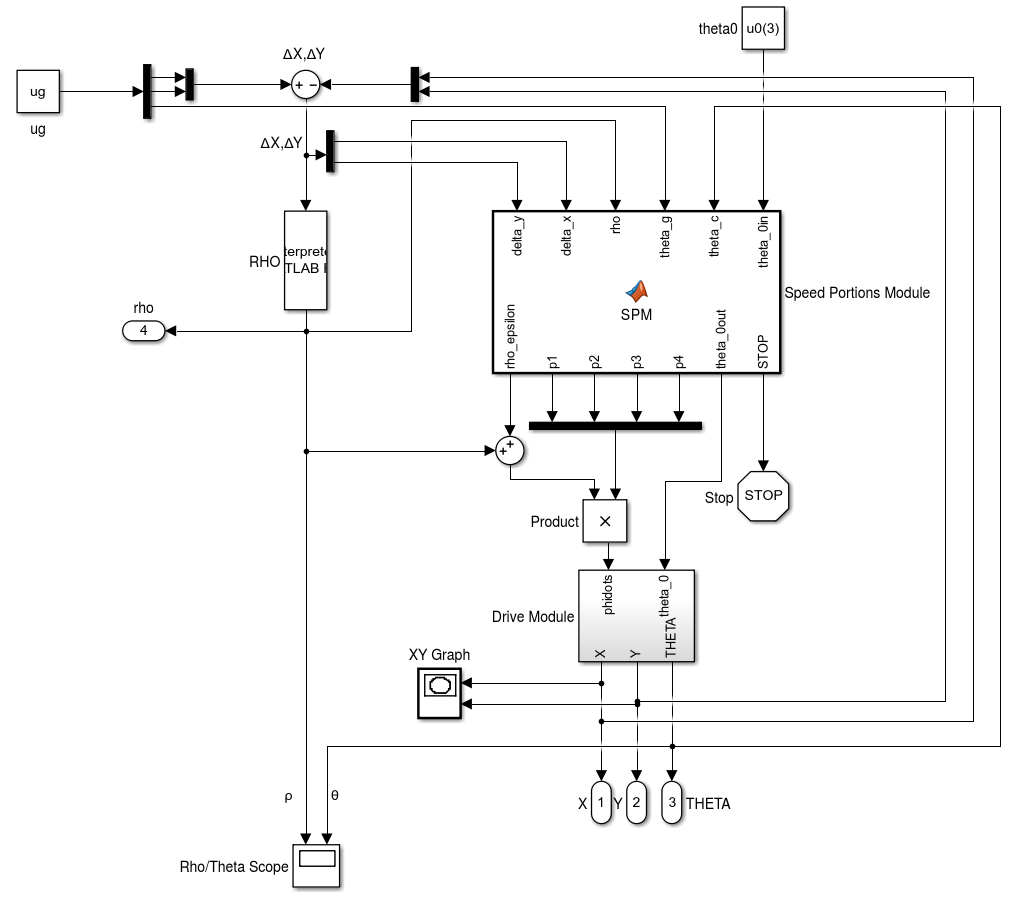 theta0
u0(3)
ΔX,ΔY
ug
+ −
ug
ΔX,ΔY
delta_y
delta_x
rho
theta_g
theta_c
theta_0in
RHO
terprete
TLAB
SPM
Speed Portions Module
rho
4
rho_epsilon
p1
p2
p3
p4
theta_0out
STOP
+ +
Stop
STOP
Product
×
Drive Module
phidots
theta_0
X
Y
THETA
XY Graph
X
1
Y
2
3
THETA
ρ
θ
Rho/Theta Scope